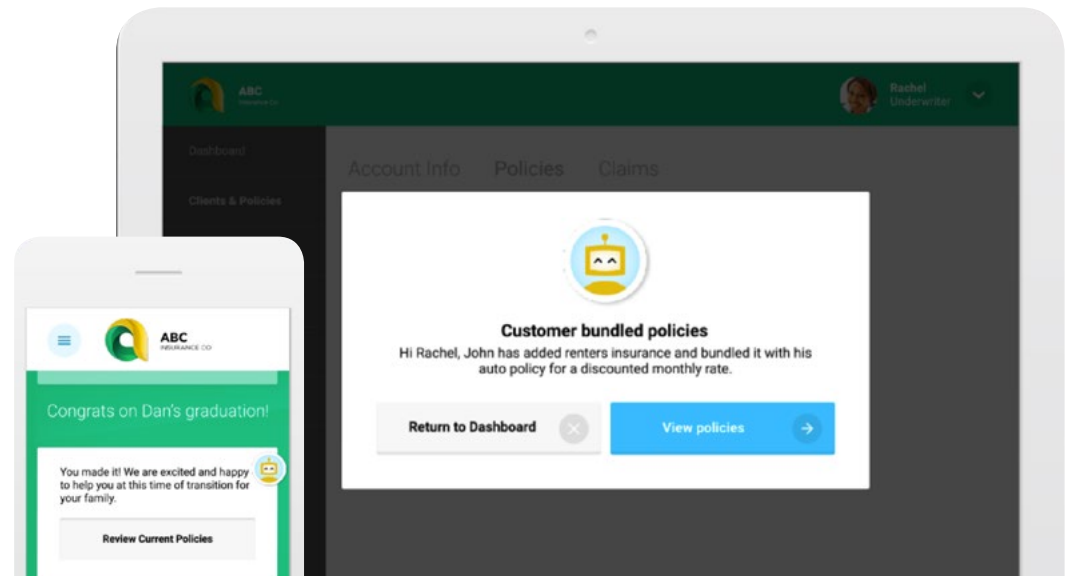 ABC
Insurance Co
Rachel
Underwriter
Dashboard
Account Info Policies Claims
Clients & Policies
Customer bundled policies
Hi Rachel, John has added renters insurance and bundled it with his
auto policy for a discounted monthly rate.
Return to Dashboard
View policies
ABC
INSURANCE CO
Congrats on Dan's graduation!
You made it! We are excited and happy
to help you at this time of transition for
your family.
Review Current Policies